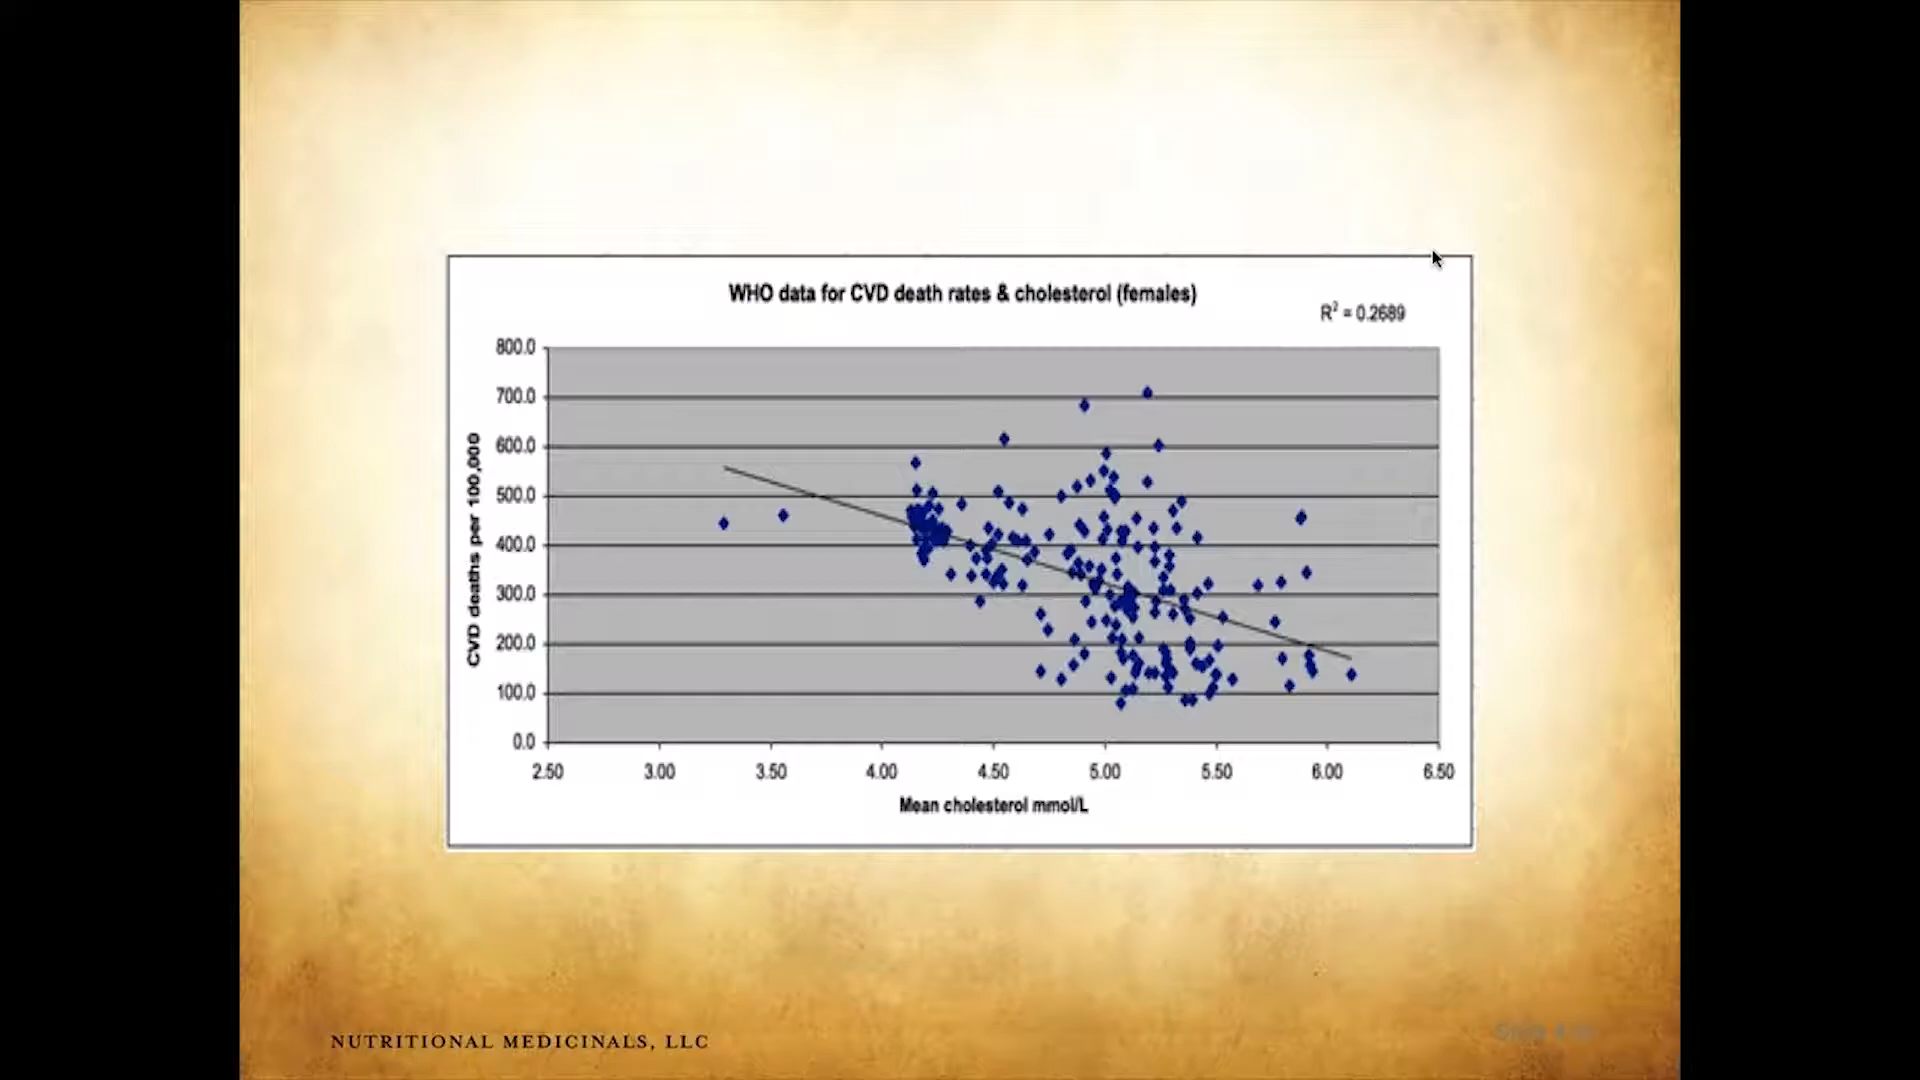 WHO data for CVD death rates & cholesterol (females)
R² = 0.2689
800.0
700.0
600.0
500.0
400.0
300.0
200.0
100.0
0.0
CVD deaths per 100,000
2.50 3.00 3.50 4.00 4.50 5.00 5.50 6.00 6.50
Mean cholesterol mmol/L
NUTRITIONAL MEDICINALS, LLC